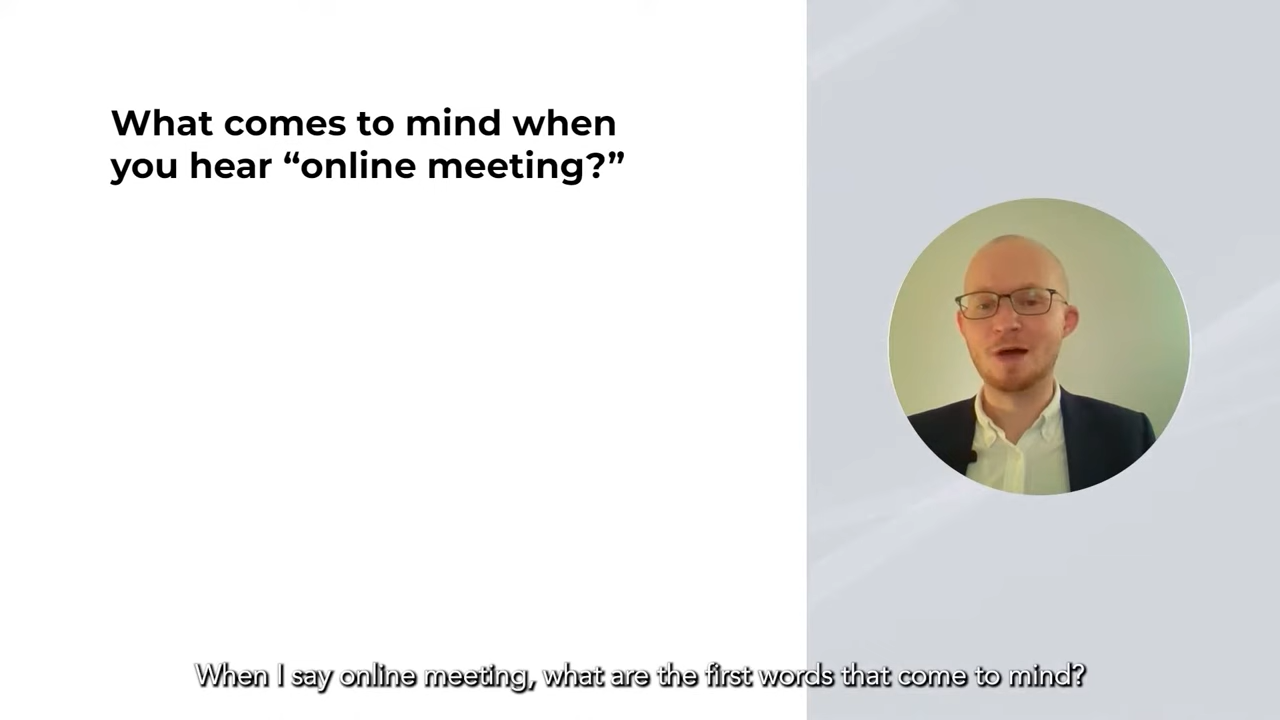 What comes to mind when
you hear “online meeting?”
When I say online meeting, what are the first words that come to mind?